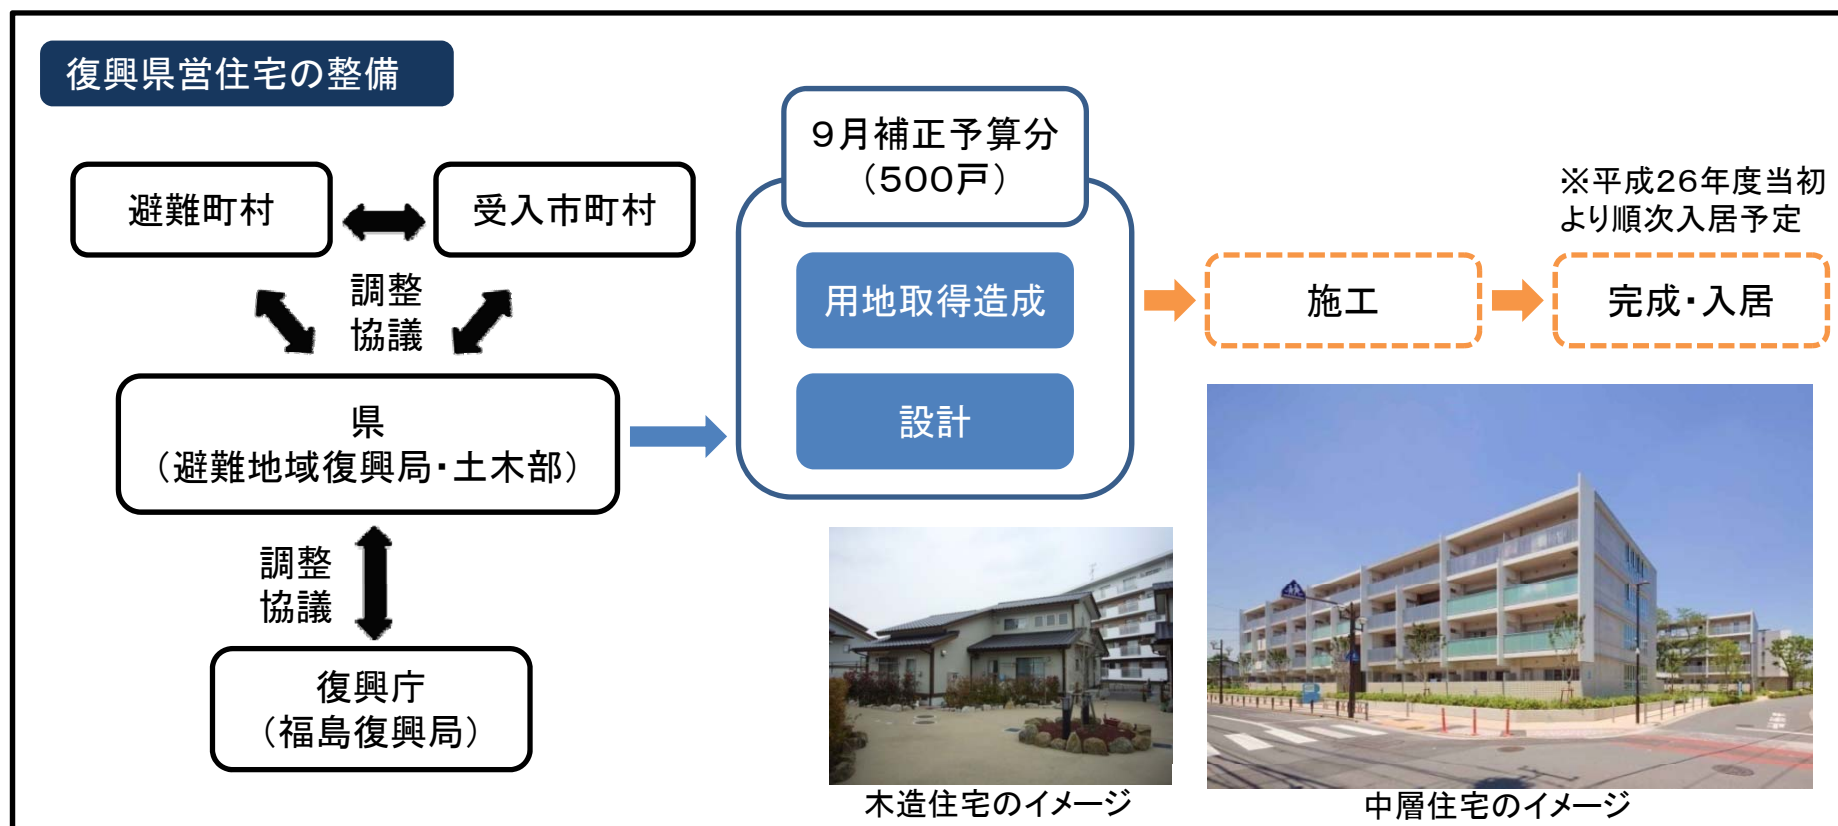 復興県営住宅の整備
避難町村
受入市町村
調整
協議
県
（避難地域復興局・土木部）
調整
協議
復興庁
（福島復興局）
９月補正予算分
（５００戸）
用地取得造成
設計
施工
※平成２６年度当初
より順次入居予定
完成・入居
木造住宅のイメージ
中層住宅のイメージ